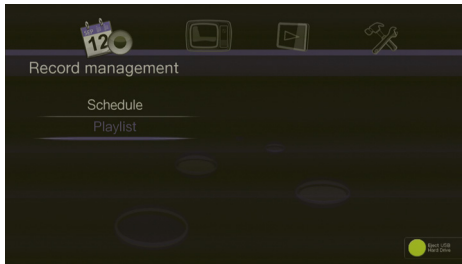 12
Record management
Schedule
Playlist
Eject USB
Hard Drive